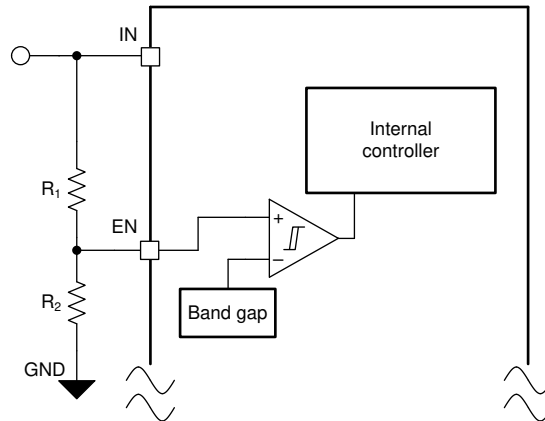 IN
Internal
controller
R1
EN
+
−
Band gap
R2
GND